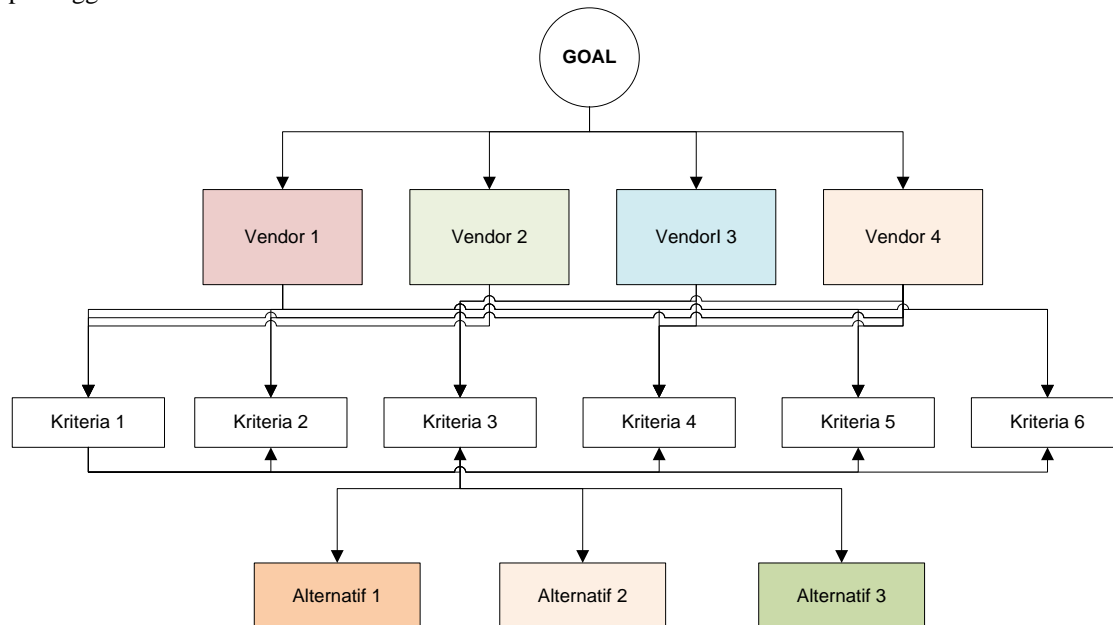 GOAL
Vendor 1
Vendor 2
Vendorl 3
Vendor 4
Kriteria 1
Kriteria 2
Kriteria 3
Kriteria 4
Kriteria 5
Kriteria 6
Alternatif 1
Alternatif 2
Alternatif 3